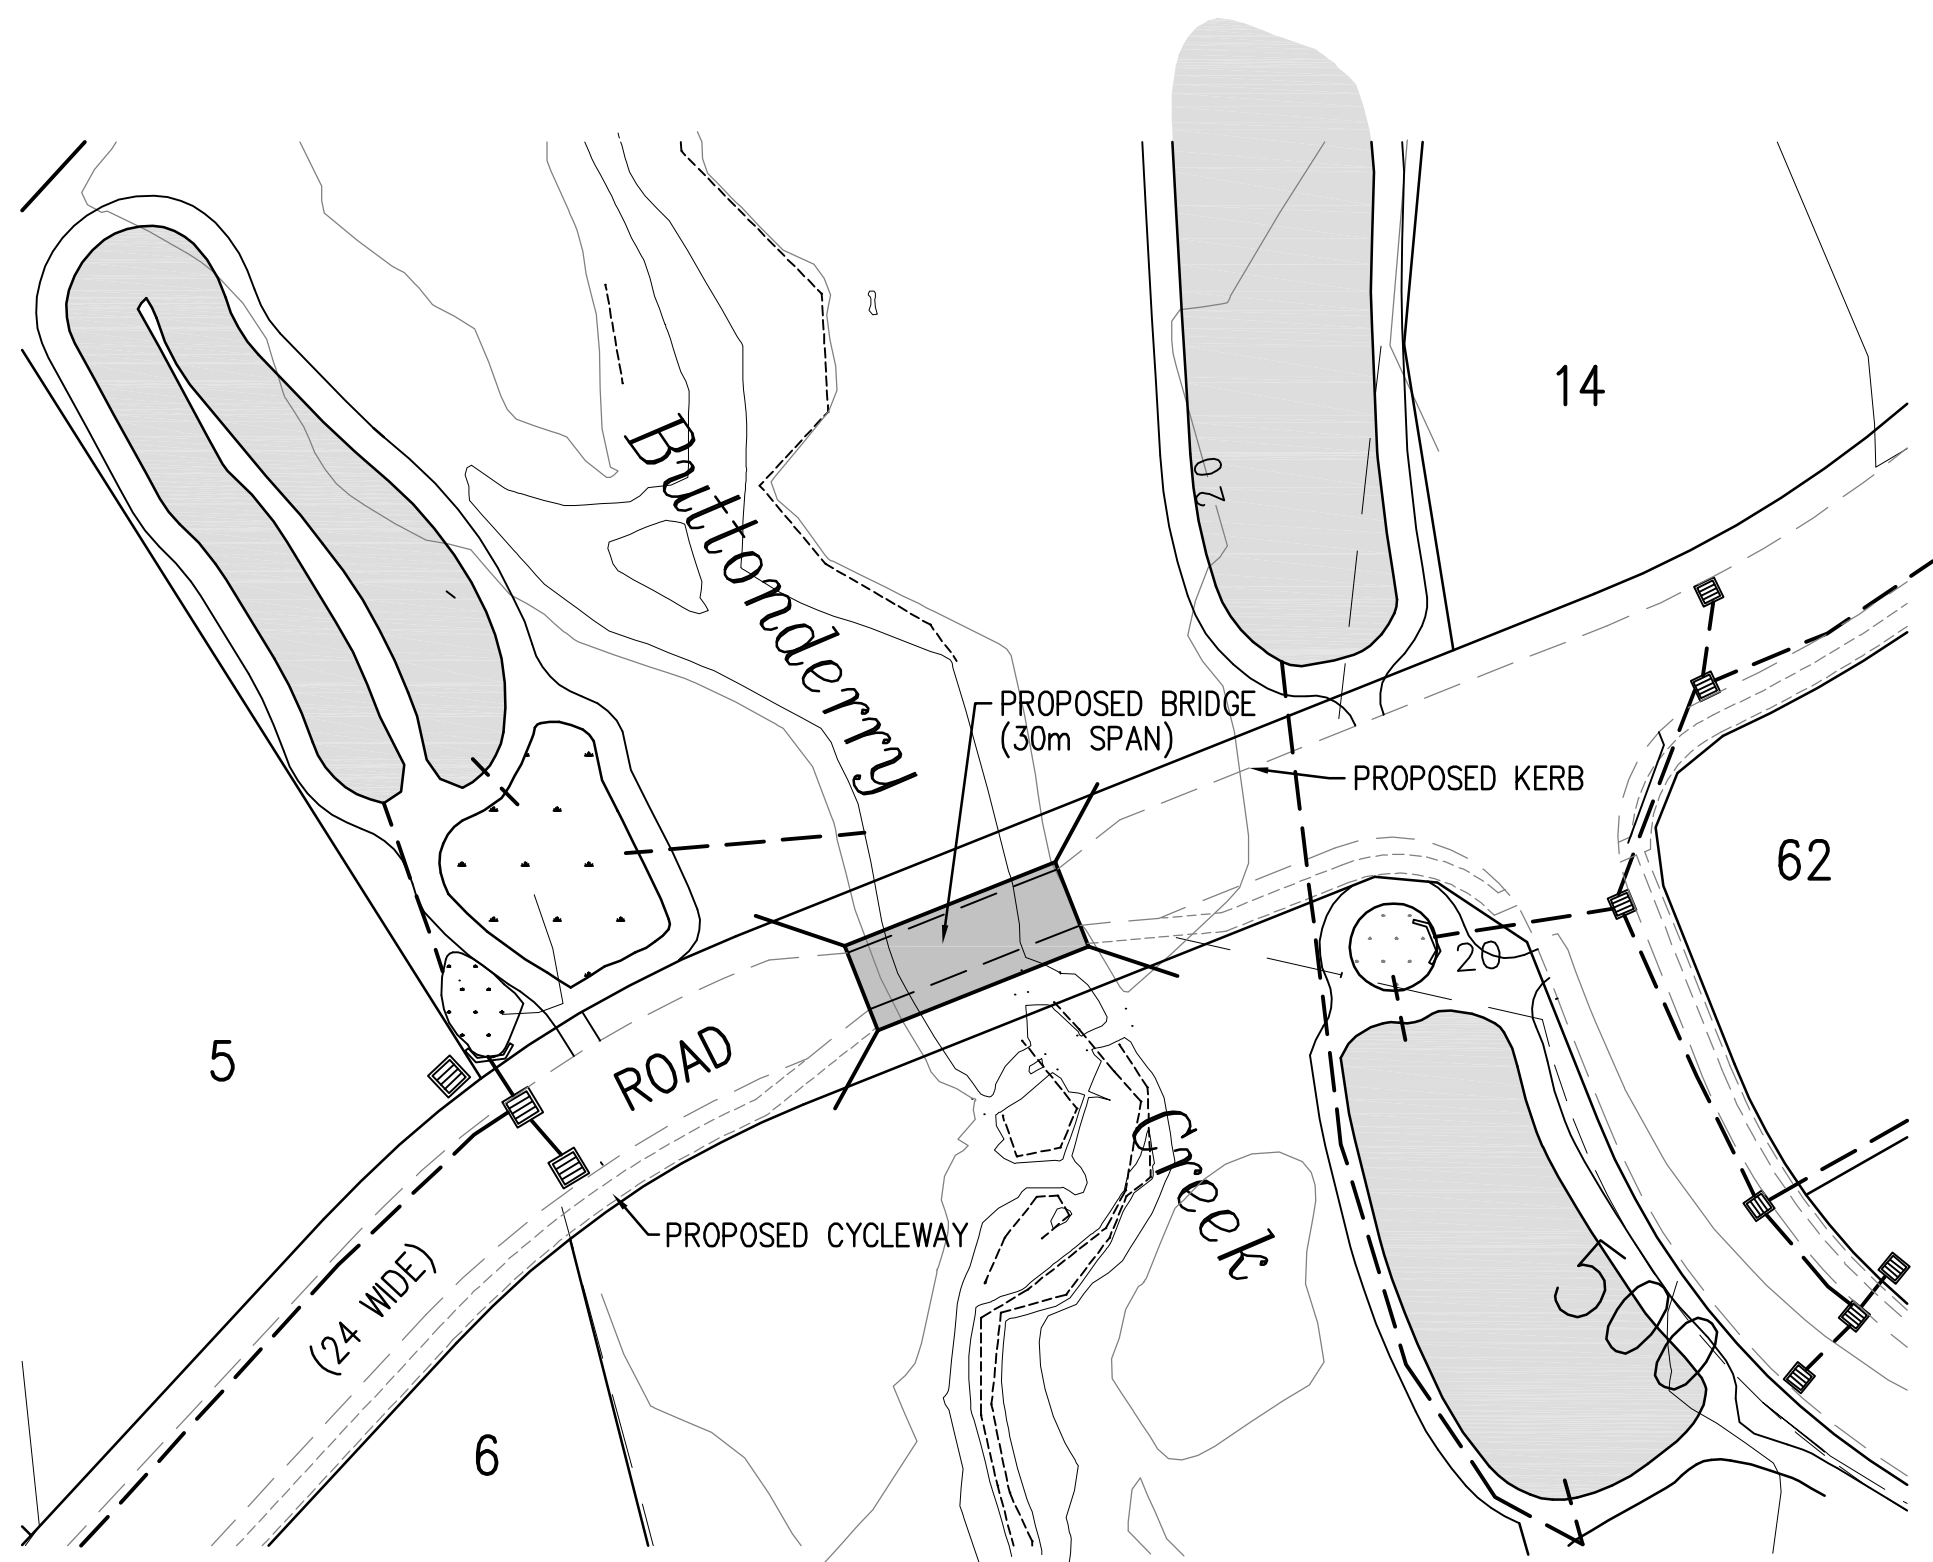 14
20
Buttonderry
PROPOSED BRIDGE
(30m SPAN)
PROPOSED KERB
62
20
5
ROAD
Creek
PROPOSED CYCLEWAY
(24 WIDE)
500
6